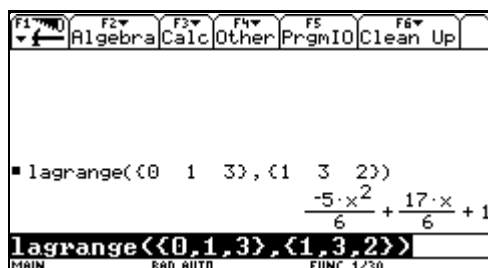 F1 F2 F3 F4 F5 F6
Algebra Calc Other PrgmIO Clean Up
▪ lagrange({0 1 3},{1 3 2})
-5·x²/6 + 17·x/6 + 1
lagrange({0,1,3},{1,3,2})
MAIN RAD AUTO FUNC 1/30